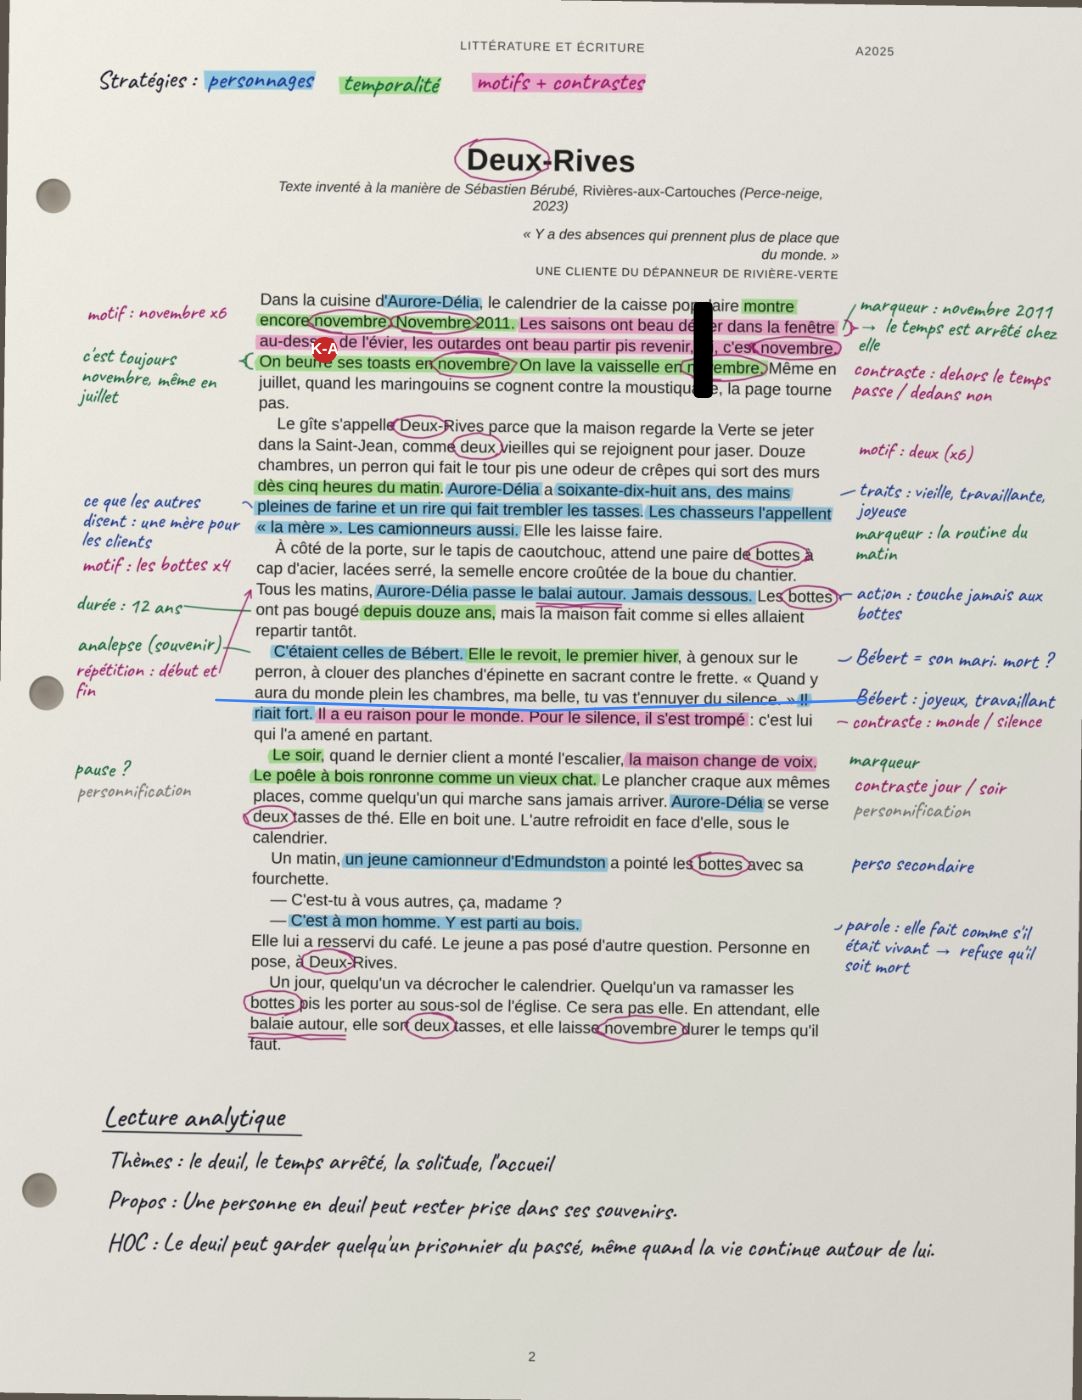 LITTÉRATURE ET ÉCRITURE
A2025
Stratégies : personnages temporalité motifs + contrastes
Deux-Rives
Texte inventé à la manière de Sébastien Bérubé, Rivières-aux-Cartouches (Perce-neige,
2023)
« Y a des absences qui prennent plus de place que
du monde. »
UNE CLIENTE DU DÉPANNEUR DE RIVIÈRE-VERTE
Dans la cuisine d'Aurore-Délia, le calendrier de la caisse montre
encore novembre. Novembre 2011. Les saisons ont beau dans la fenêtre
de l'évier, les outardes ont beau partir pis revenir, c'est novembre.
On beurre ses toasts en novembre. On lave la vaisselle en Même en
juillet, quand les maringouins se cognent contre la la page tourne
pas.
Le gîte s'appelle Deux-Rives parce que la maison regarde la Verte se jeter
dans la Saint-Jean, comme deux vieilles qui se rejoignent pour jaser. Douze
chambres, un perron qui fait le tour pis une odeur de crêpes qui sort des murs
dès cinq heures du matin. Aurore-Délia a soixante-dix-huit ans, des mains
pleines de farine et un rire qui fait trembler les tasses. Les chasseurs l'appellent
« la mère ». Les camionneurs aussi. Elle les laisse faire.
À côté de la porte, sur le tapis de caoutchouc, attend une paire de bottes à
cap d'acier, lacées serré, la semelle encore croûtée de la boue du chantier.
Tous les matins, Aurore-Délia passe le balai autour. Jamais dessous. Les bottes
ont pas bougé depuis douze ans, mais la maison fait comme si elles allaient
repartir tantôt.
C'étaient celles de Bébert. Elle le revoit, le premier hiver, à genoux sur le
perron, à clouer des planches d'épinette en sacrant contre le frette. « Quand y
aura du monde plein les chambres, ma belle, tu vas t'ennuyer du silence. » Il
riait fort. Il a eu raison pour le monde. Pour le silence, il s'est trompé : c'est lui
qui l'a amené en partant.
Le soir, quand le dernier client a monté l'escalier, la maison change de voix.
Le poêle à bois ronronne comme un vieux chat. Le plancher craque aux mêmes
places, comme quelqu'un qui marche sans jamais arriver. Aurore-Délia se verse
deux tasses de thé. Elle en boit une. L'autre refroidit en face d'elle, sous le
calendrier.
Un matin, un jeune camionneur d'Edmundston a pointé les bottes avec sa
fourchette.
— C'est-tu à vous autres, ça, madame ?
— C'est à mon homme. Y est parti au bois.
Elle lui a resservi du café. Le jeune a pas posé d'autre question. Personne en
pose, à Deux-Rives.
Un jour, quelqu'un va décrocher le calendrier. Quelqu'un va ramasser les
bottes pis les porter au sous-sol de l'église. Ce sera pas elle. En attendant, elle
balaie autour, elle sort deux tasses, et elle laisse novembre durer le temps qu'il
faut.
motif : novembre x6
K-A
c'est toujours
novembre, même en
juillet
ce que les autres
disent : une mère pour
les clients
motif : les bottes x4
durée : 12 ans
analepse (souvenir)
répétition : début et
fin
pause ?
personnification
marqueur : novembre 2011
→ le temps est arrêté chez
elle
contraste : dehors le temps
passe / dedans non
motif : deux (x6)
traits : vieille, travaillante,
joyeuse
marqueur : la routine du
matin
action : touche jamais aux
bottes
Bébert = son mari. mort ?
Bébert : joyeux, travaillant
contraste : monde / silence
marqueur
contraste jour / soir
personnification
perso secondaire
parole : elle fait comme s'il
était vivant → refuse qu'il
soit mort
Lecture analytique
Thèmes : le deuil, le temps arrêté, la solitude, l'accueil
Propos : Une personne en deuil peut rester prise dans ses souvenirs.
HOC : Le deuil peut garder quelqu'un prisonnier du passé, même quand la vie continue autour de lui.
2